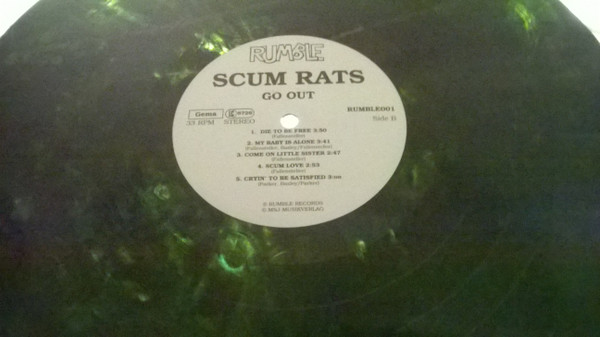 RUMBLE
SCUM RATS
GO OUT
Gema
33 RPM STEREO
RUMBLE001
Side B
1. DIE TO BE FREE 3:50
2. MY BABY IS ALONE 3:41
3. COME ON LITTLE SISTER 2:47
4. SCUM LOVE 2:53
5. CRYIN' TO BE SATISFIED
RUMBLE RECORDS
MUSIKVERLAG